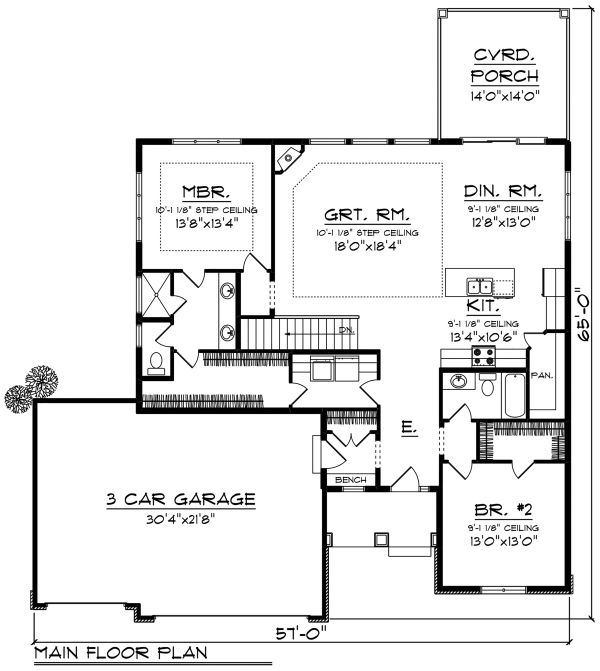 CVRD.
PORCH
14'0"x14'0"
MBR.
10'-1 1/8" STEP CEILING
13'8"x13'4"
GRT. RM.
10'-1 1/8" STEP CEILING
18'0"x18'4"
DIN. RM.
9'-1 1/8" CEILING
12'8"x13'0"
KIT.
9'-1 1/8" CEILING
13'4"x10'6"
DN.
PAN.
65'-0"
E.
BENCH
3 CAR GARAGE
30'4"x21'8"
BR. #2
9'-1 1/8" CEILING
13'0"x13'0"
57'-0"
MAIN FLOOR PLAN